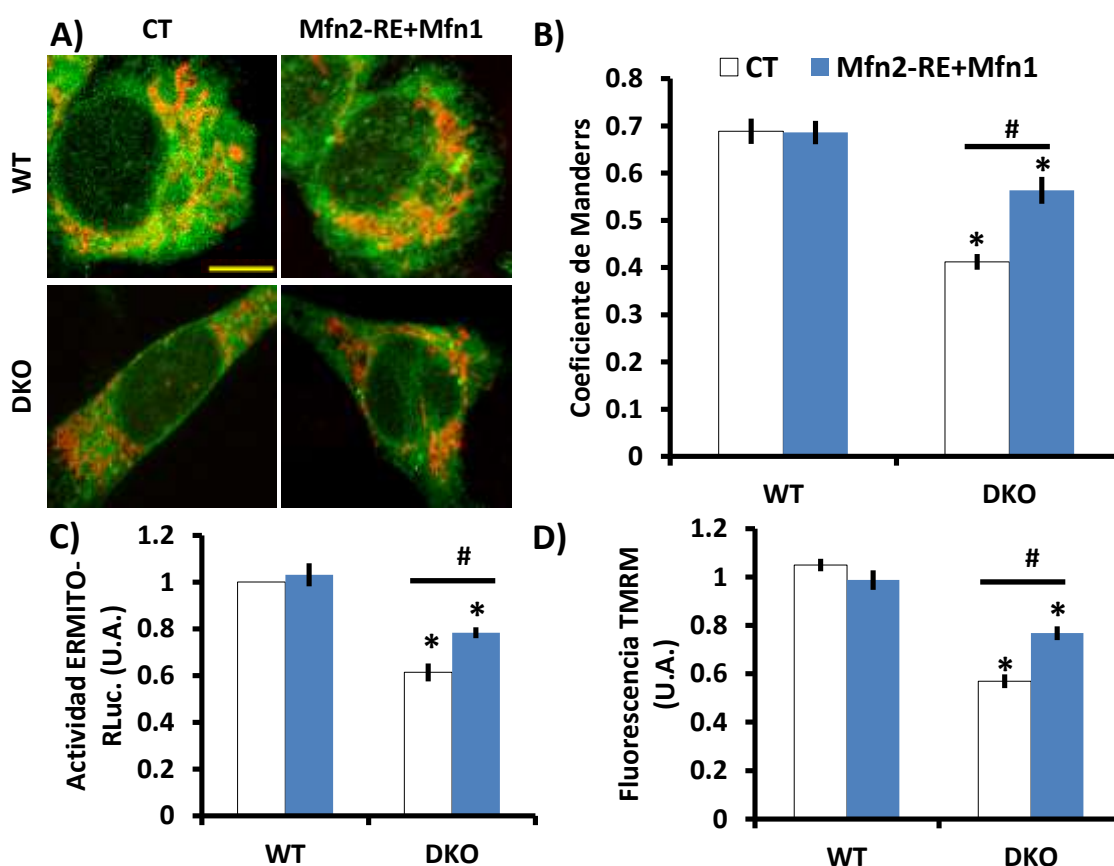 A)
CT
Mfn2-RE+Mfn1
WT
DKO
B)
CT
Mfn2-RE+Mfn1
Coeficiente de Manders
0.8
0.7
0.6
0.5
0.4
0.3
0.2
0.1
0
#
*
*
WT
DKO
C)
Actividad ERMITO-
RLuc. (U.A.)
1.2
1
0.8
0.6
0.4
0.2
0
#
*
*
WT
DKO
D)
Fluorescencia TMRM
(U.A.)
1.2
1
0.8
0.6
0.4
0.2
0
#
*
*
WT
DKO